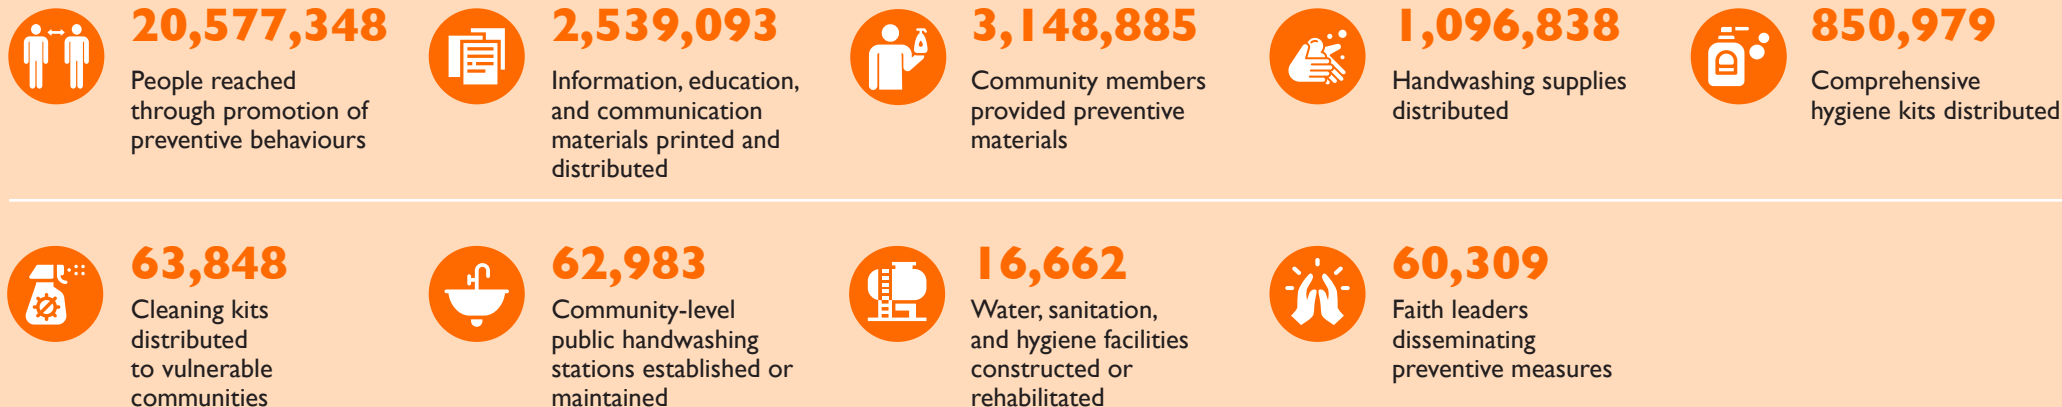 20,577,348
People reached
through promotion of
preventive behaviours
2,539,093
Information, education,
and communication
materials printed and
distributed
3,148,885
Community members
provided preventive
materials
1,096,838
Handwashing supplies
distributed
850,979
Comprehensive
hygiene kits distributed
63,848
Cleaning kits
distributed
to vulnerable
communities
62,983
Community-level
public handwashing
stations established or
maintained
16,662
Water, sanitation,
and hygiene facilities
constructed or
rehabilitated
60,309
Faith leaders
disseminating
preventive measures